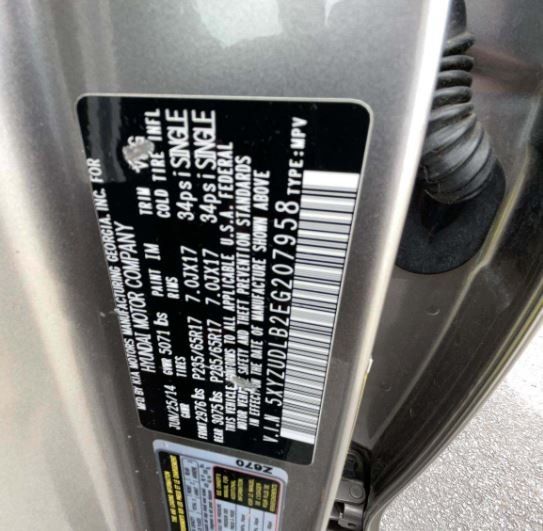 MFD BY KIA MOTORS MANUFACTURING GEORGIA, INC. FOR
HYUNDAI MOTOR COMPANY
JUN/25/14 PAINT IM TRIM
GVWR 5071 lbs
GAWR TIRES RIMS COLD TIRE INFL
FRONT 2976 lbs P235/65R17 7.0JX17 34psi SINGLE
REAR 3075 lbs 7.0JX17 34psi SINGLE
THIS VEHICLE CONFORMS TO ALL APPLICABLE U.S.A. FEDERAL
MOTOR VEHICLE SAFETY AND THEFT PREVENTION STANDARDS
IN EFFECT ON THE DATE OF MANUFACTURE SHOWN ABOVE
V.I.N 5XYZUDLB2EG207958 TYPE:MPV
Z670